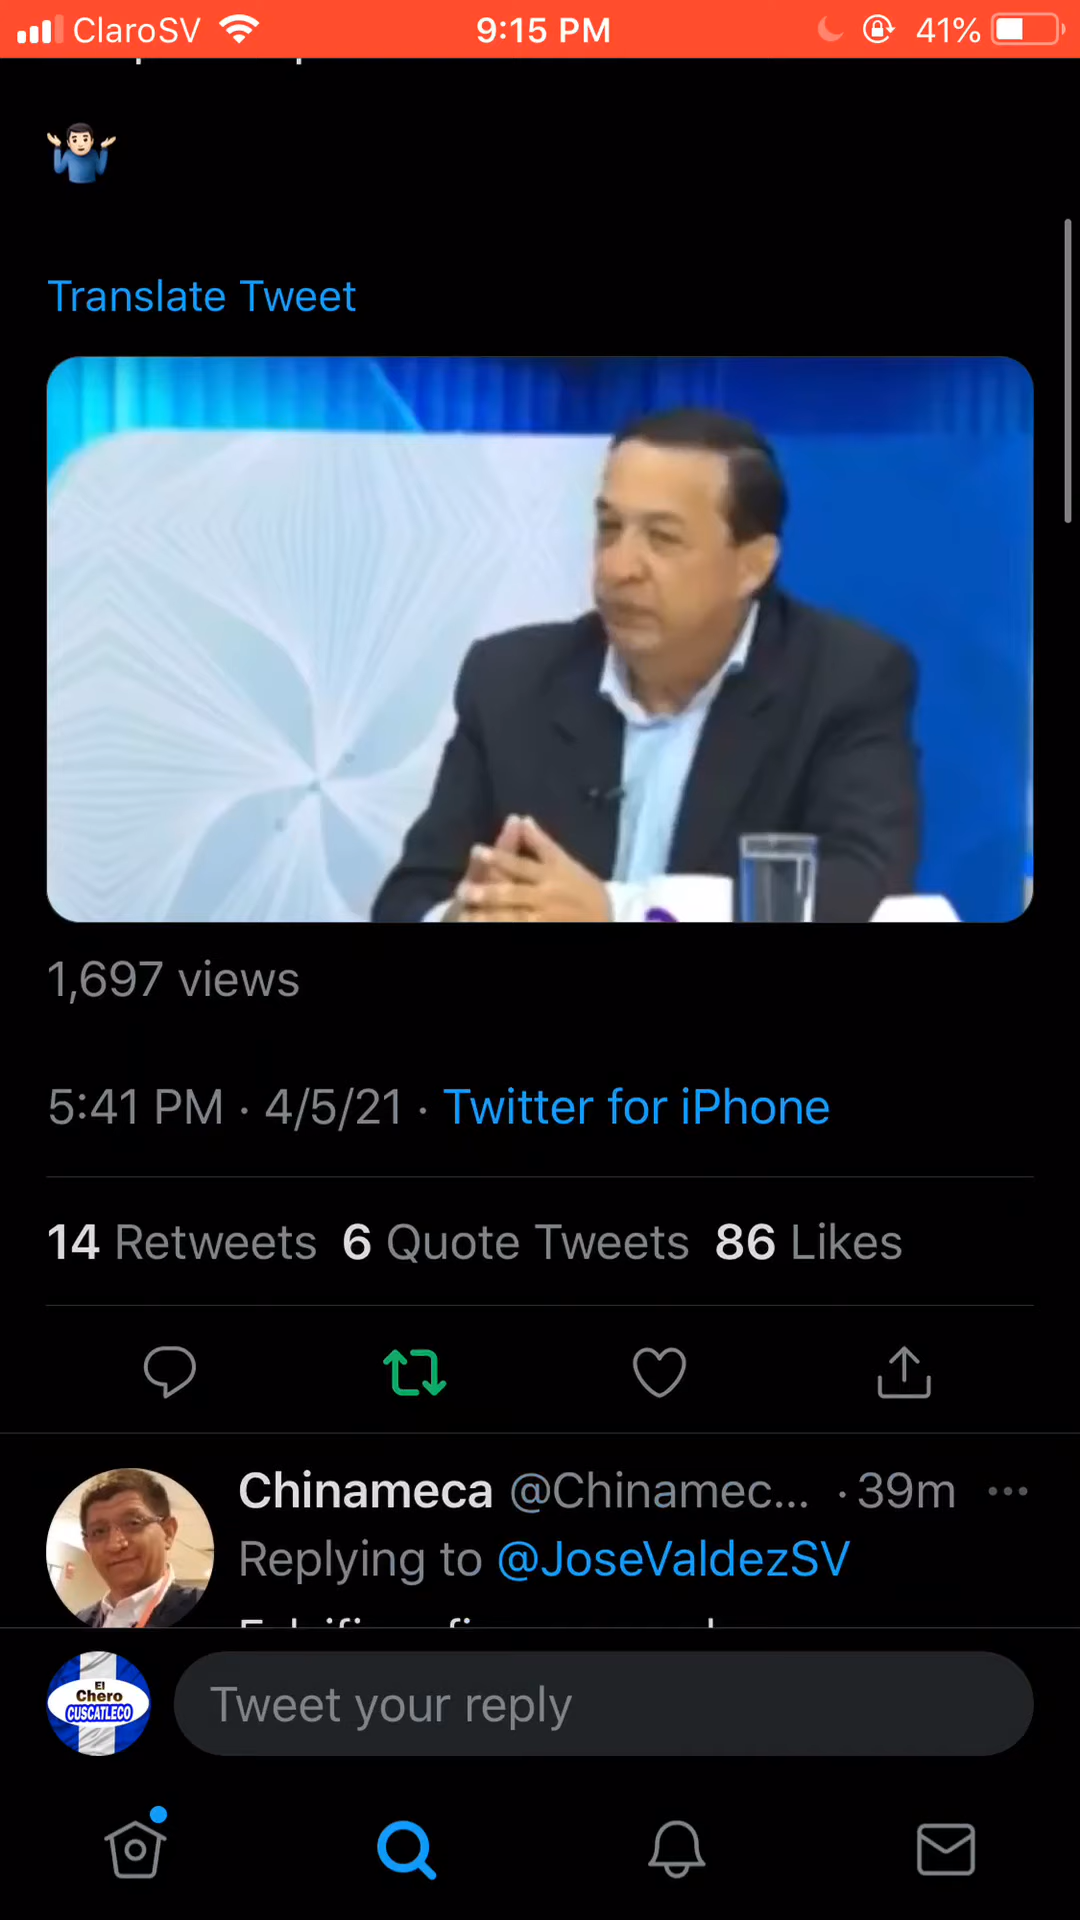 ClaroSV 9:15 PM 41%
Translate Tweet
1,697 views
5:41 PM · 4/5/21 · Twitter for iPhone
14 Retweets 6 Quote Tweets 86 Likes
Chinameca @Chinamec... · 39m
Replying to @JoseValdezSV
El
Chero
CUSCATLECO
Tweet your reply